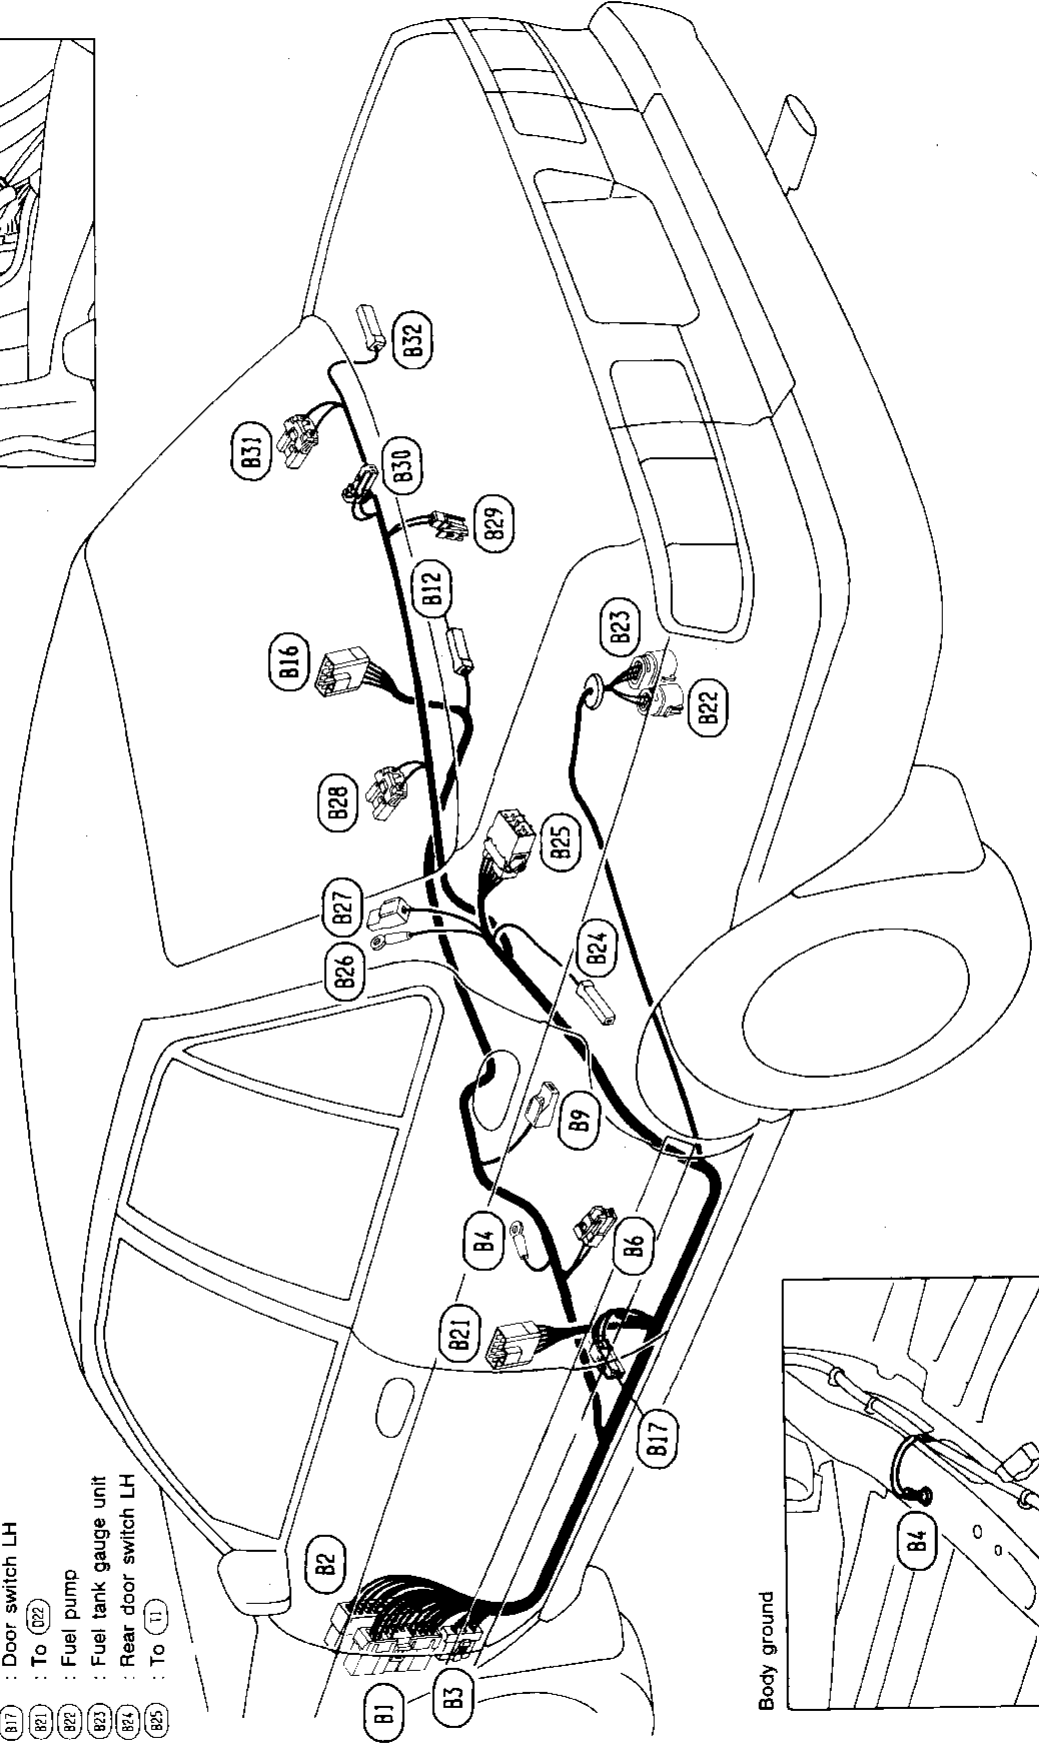 B17 : Door switch LH
B21 : To D22
B22 : Fuel pump
B23 : Fuel tank gauge unit
B24 : Rear door switch LH
B25 : To T1
B1
B2
B3
B17
B21
B4
B6
B9
B26
B27
B24
B25
B28
B16
B12
B22
B23
B29
B30
B31
B32
Body ground
B4